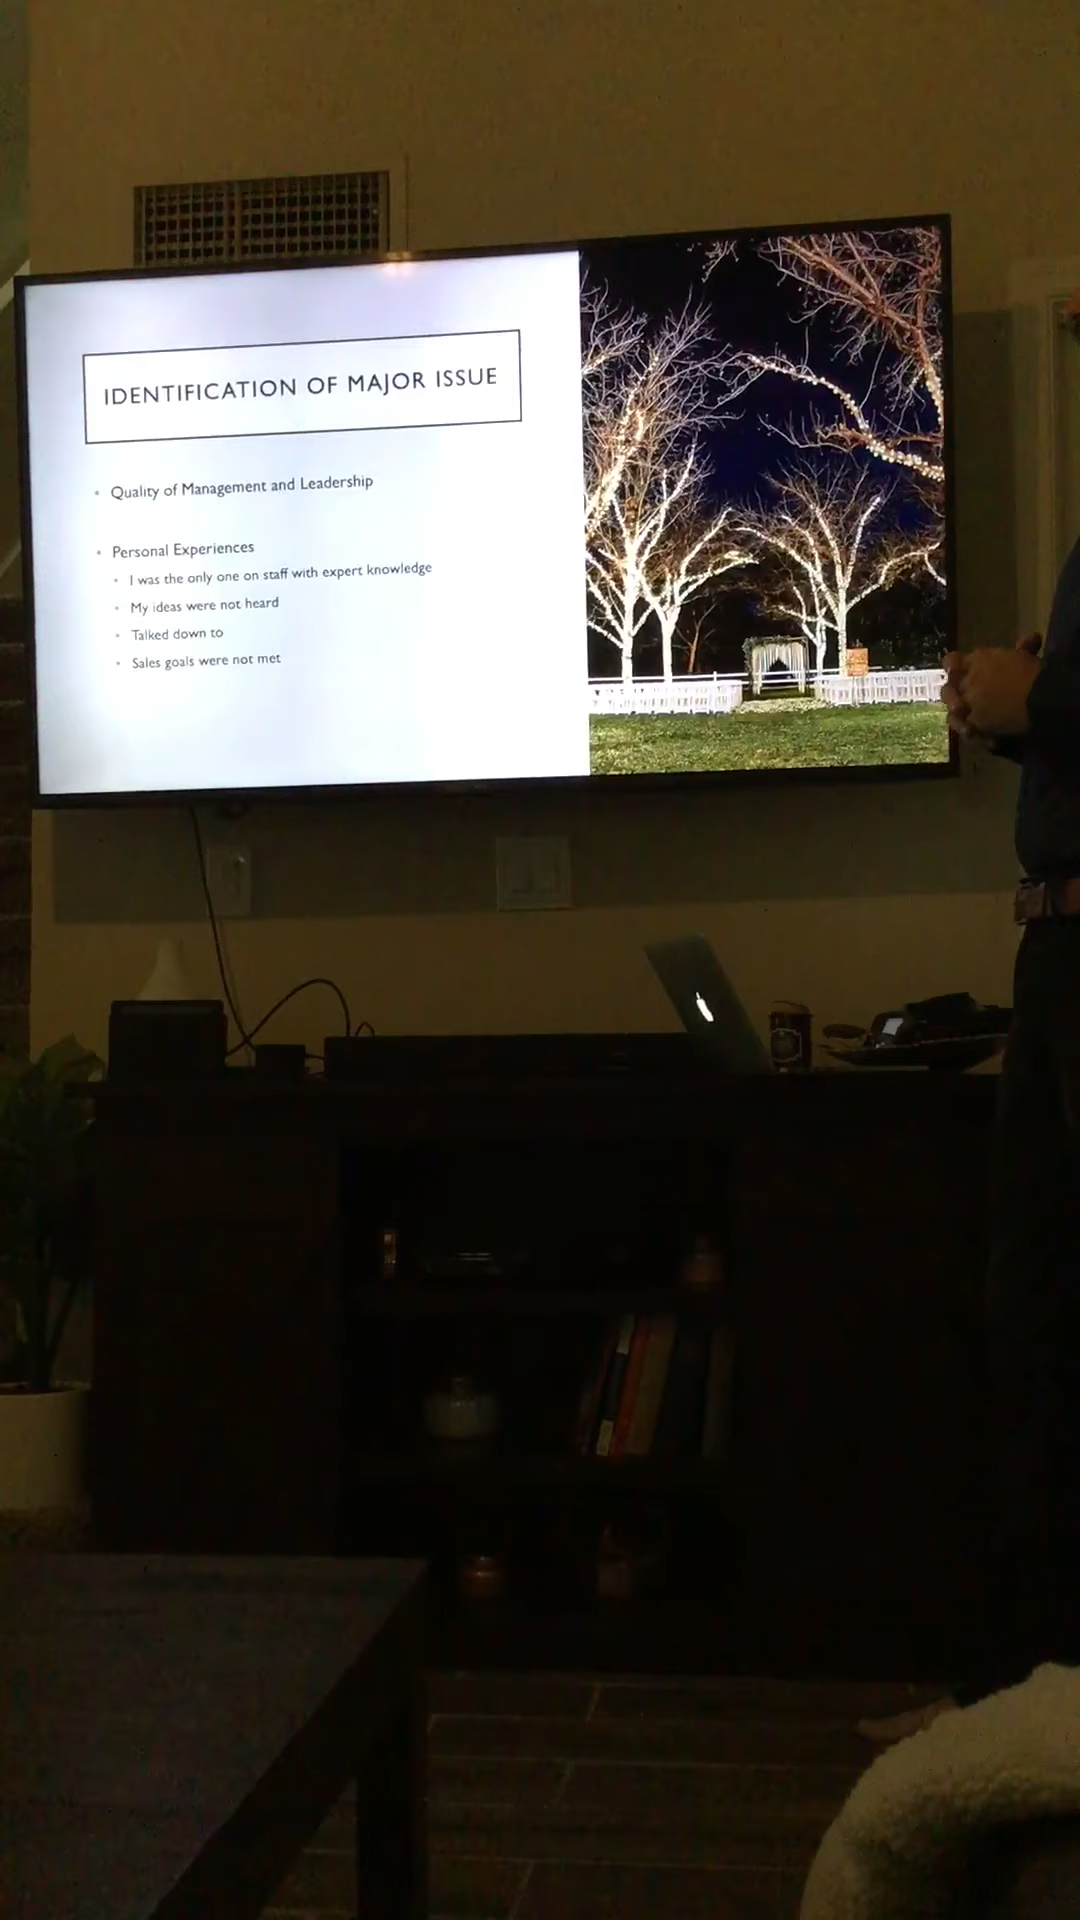 IDENTIFICATION OF MAJOR ISSUE
• Quality of Management and Leadership
• Personal Experiences
• I was the only one on staff with expert knowledge
• My ideas were not heard
• Talked down to
• Sales goals were not met